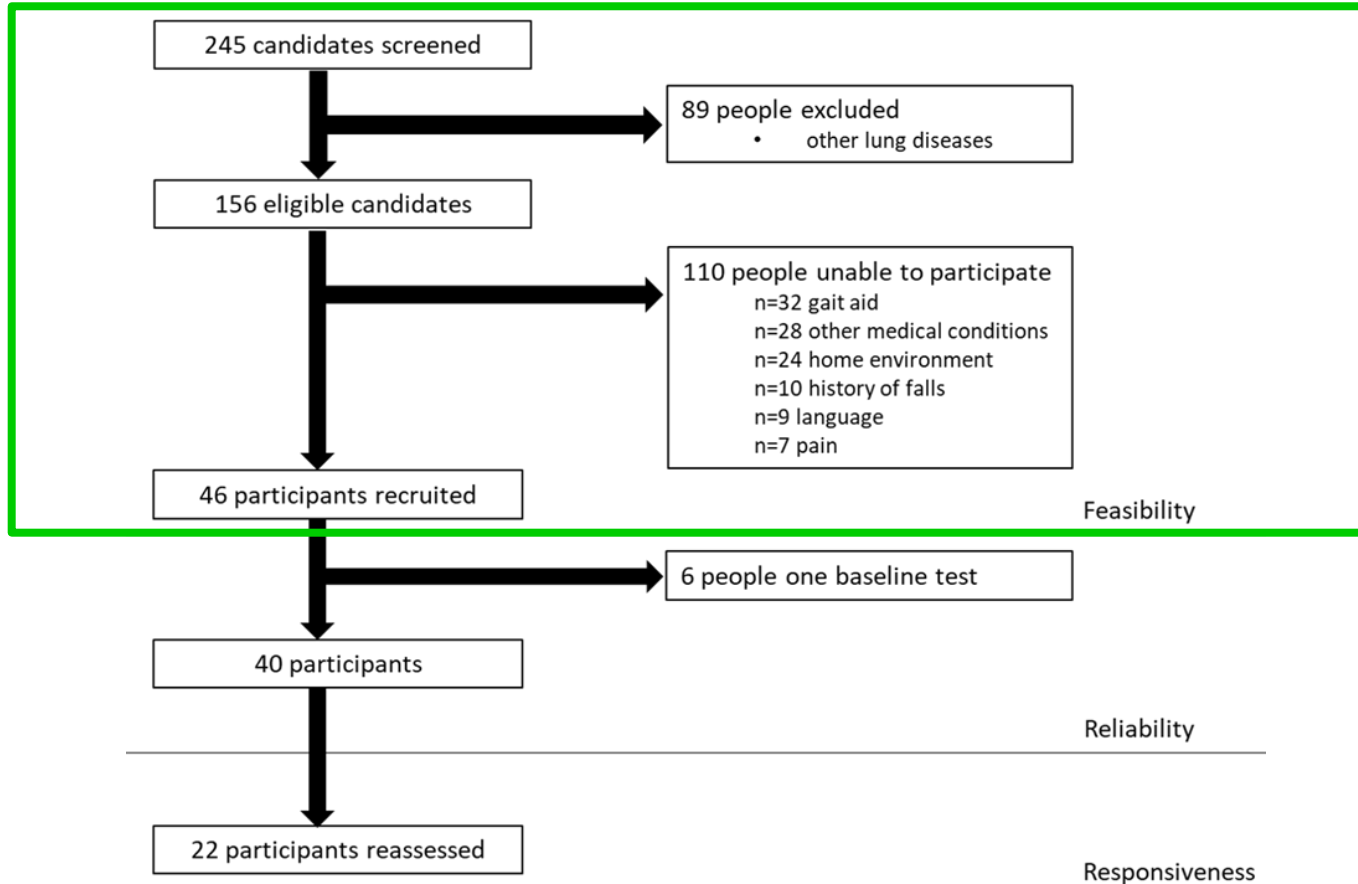 245 candidates screened
89 people excluded
• other lung diseases
156 eligible candidates
110 people unable to participate
n=32 gait aid
n=28 other medical conditions
n=24 home environment
n=10 history of falls
n=9 language
n=7 pain
46 participants recruited
Feasibility
6 people one baseline test
40 participants
Reliability
22 participants reassessed
Responsiveness